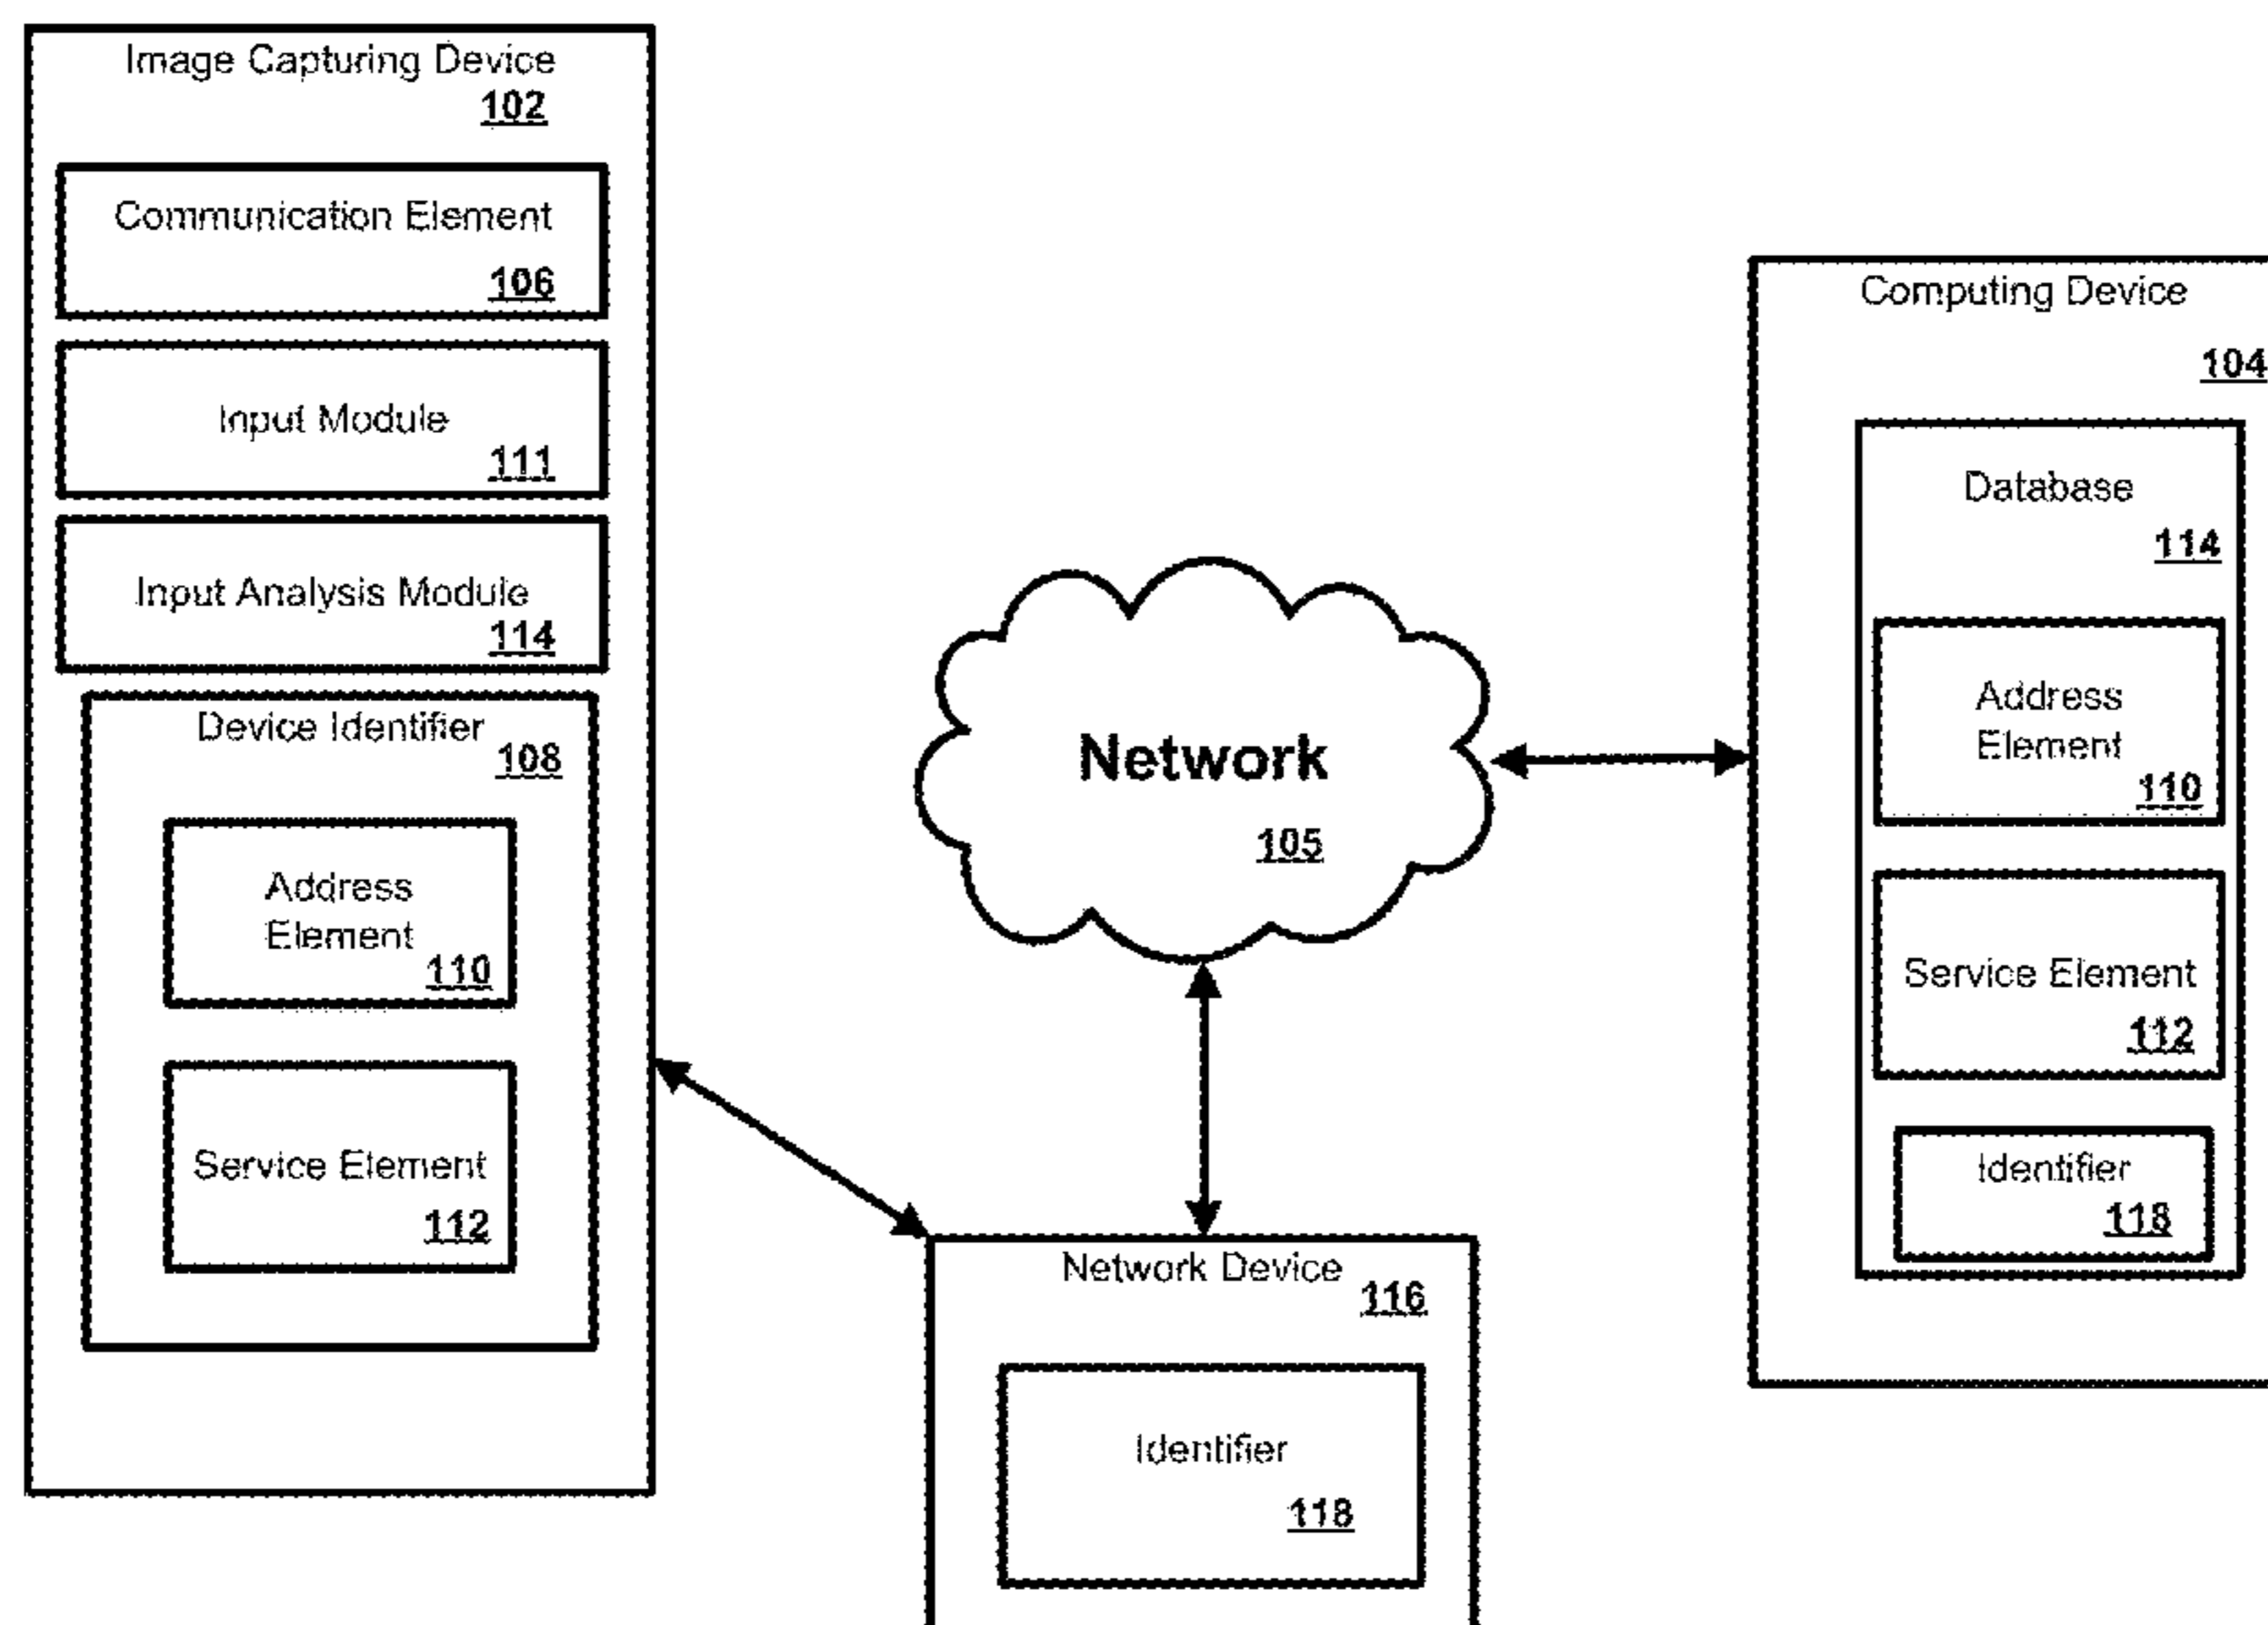 Image Capturing Device
102
Communication Element
106
Input Module
111
Input Analysis Module
114
Device Identifier
108
Address
Element
110
Service Element
112
Network
105
Network Device
116
Identifier
118
Computing Device
104
Database
114
Address
Element
110
Service Element
112
Identifier
118